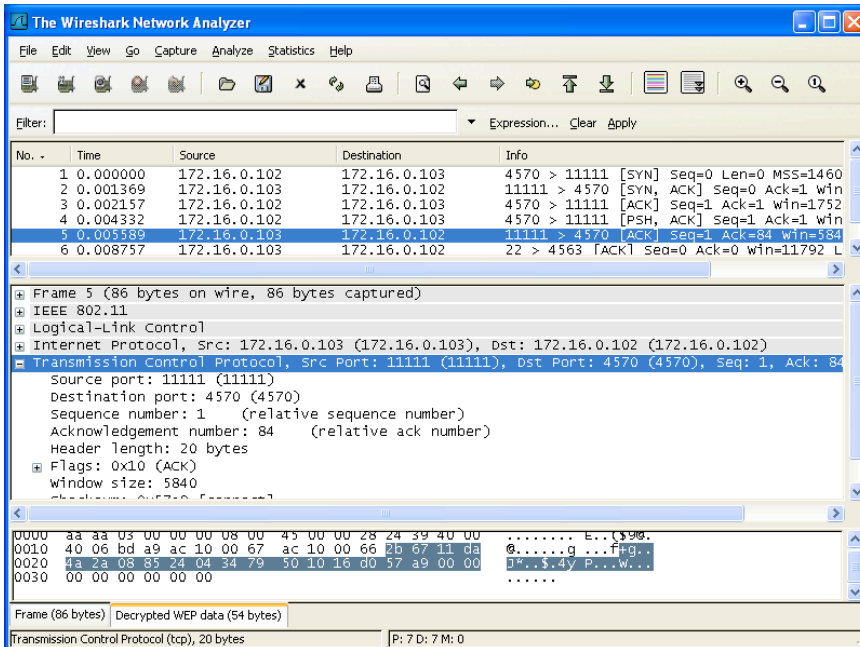 The Wireshark Network Analyzer
File Edit View Go Capture Analyze Statistics Help
Filter: Expression... Clear Apply
No. - Time Source Destination Info
1 0.000000 172.16.0.102 172.16.0.103 4570 > 11111 [SYN] Seq=0 Len=0 MSS=1460
2 0.001369 172.16.0.103 172.16.0.102 11111 > 4570 [SYN, ACK] Seq=0 Ack=1 Win
3 0.002157 172.16.0.102 172.16.0.103 4570 > 11111 [ACK] Seq=1 Ack=1 Win=1752
4 0.004332 172.16.0.102 172.16.0.103 4570 > 11111 [PSH, ACK] Seq=1 Ack=1 Win
5 0.005589 172.16.0.103 172.16.0.102 11111 > 4570 [ACK] Seq=1 Ack=84 Win=584
6 0.008757 172.16.0.103 172.16.0.102 22 > 4563 [ACK] Seq=0 Ack=0 Win=11792 L
Frame 5 (86 bytes on wire, 86 bytes captured)
IEEE 802.11
Logical-Link Control
Internet Protocol, Src: 172.16.0.103 (172.16.0.103), Dst: 172.16.0.102 (172.16.0.102)
Transmission Control Protocol, Src Port: 11111 (11111), Dst Port: 4570 (4570), Seq: 1, Ack: 84
Source port: 11111 (11111)
Destination port: 4570 (4570)
Sequence number: 1 (relative sequence number)
Acknowledgement number: 84 (relative ack number)
Header length: 20 bytes
Flags: 0x10 (ACK)
Window size: 5840
Checksum: 0x57a9 [correct]
0000 aa aa 03 00 00 00 08 00 45 00 00 28 24 39 40 00 ........ E..($9@.
0010 40 06 bd a9 ac 10 00 67 ac 10 00 66 2b 67 11 da @......g ...f+g..
0020 4a 2a 08 85 24 04 34 79 50 10 16 d0 57 a9 00 00 J*..$.4y P...W...
0030 00 00 00 00 00 00 ......
Frame (86 bytes) Decrypted WEP data (54 bytes)
Transmission Control Protocol (tcp), 20 bytes P: 7 D: 7 M: 0